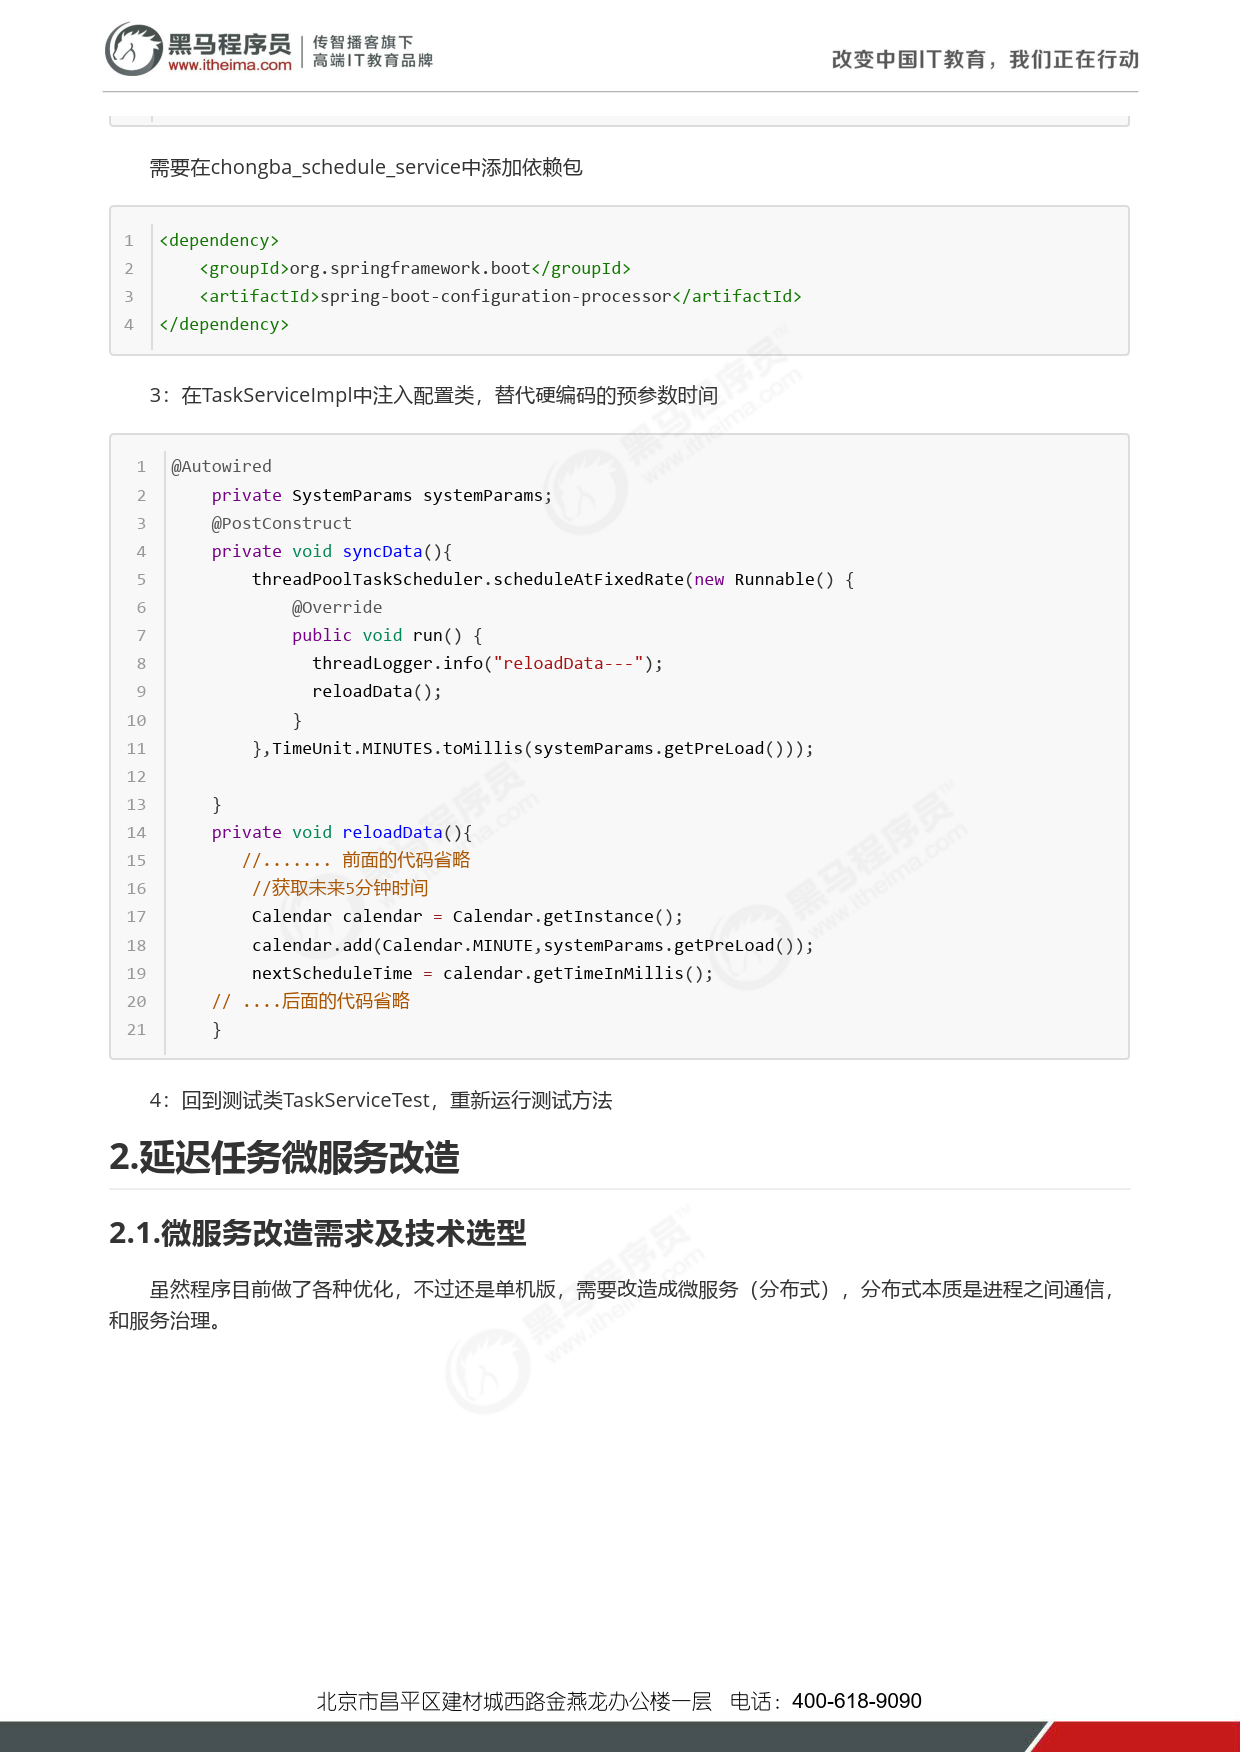 黑马程序员
www.itheima.com
传智播客旗下
高端IT教育品牌
改变中国IT教育，我们正在行动
需要在chongba_schedule_service中添加依赖包
1 <dependency>
2     <groupId>org.springframework.boot</groupId>
3     <artifactId>spring-boot-configuration-processor</artifactId>
4 </dependency>
3：在TaskServiceImpl中注入配置类，替代硬编码的预参数时间
1 @Autowired
2     private SystemParams systemParams;
3     @PostConstruct
4     private void syncData(){
5         threadPoolTaskScheduler.scheduleAtFixedRate(new Runnable() {
6             @Override
7             public void run() {
8               threadLogger.info("reloadData---");
9               reloadData();
10             }
11         },TimeUnit.MINUTES.toMillis(systemParams.getPreLoad()));
12
13     }
14     private void reloadData(){
15        //....... 前面的代码省略
16         //获取未来5分钟时间
17         Calendar calendar = Calendar.getInstance();
18         calendar.add(Calendar.MINUTE,systemParams.getPreLoad());
19         nextScheduleTime = calendar.getTimeInMillis();
20     // ....后面的代码省略
21     }
4：回到测试类TaskServiceTest，重新运行测试方法
2.延迟任务微服务改造
2.1.微服务改造需求及技术选型
虽然程序目前做了各种优化，不过还是单机版，需要改造成微服务（分布式），分布式本质是进程之间通信，
和服务治理。
北京市昌平区建材城西路金燕龙办公楼一层 电话：400-618-9090